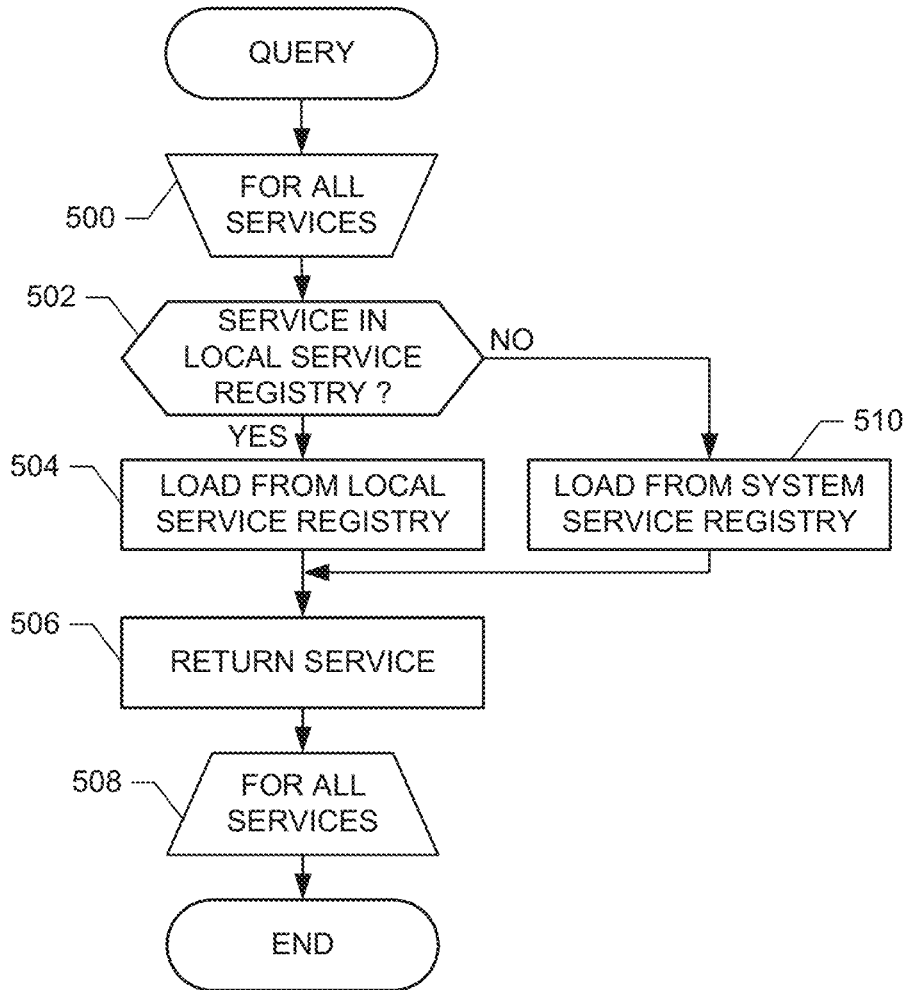 QUERY
500
FOR ALL
SERVICES
502
SERVICE IN
LOCAL SERVICE
REGISTRY ?
NO
YES
504
LOAD FROM LOCAL
SERVICE REGISTRY
510
LOAD FROM SYSTEM
SERVICE REGISTRY
506
RETURN SERVICE
508
FOR ALL
SERVICES
END